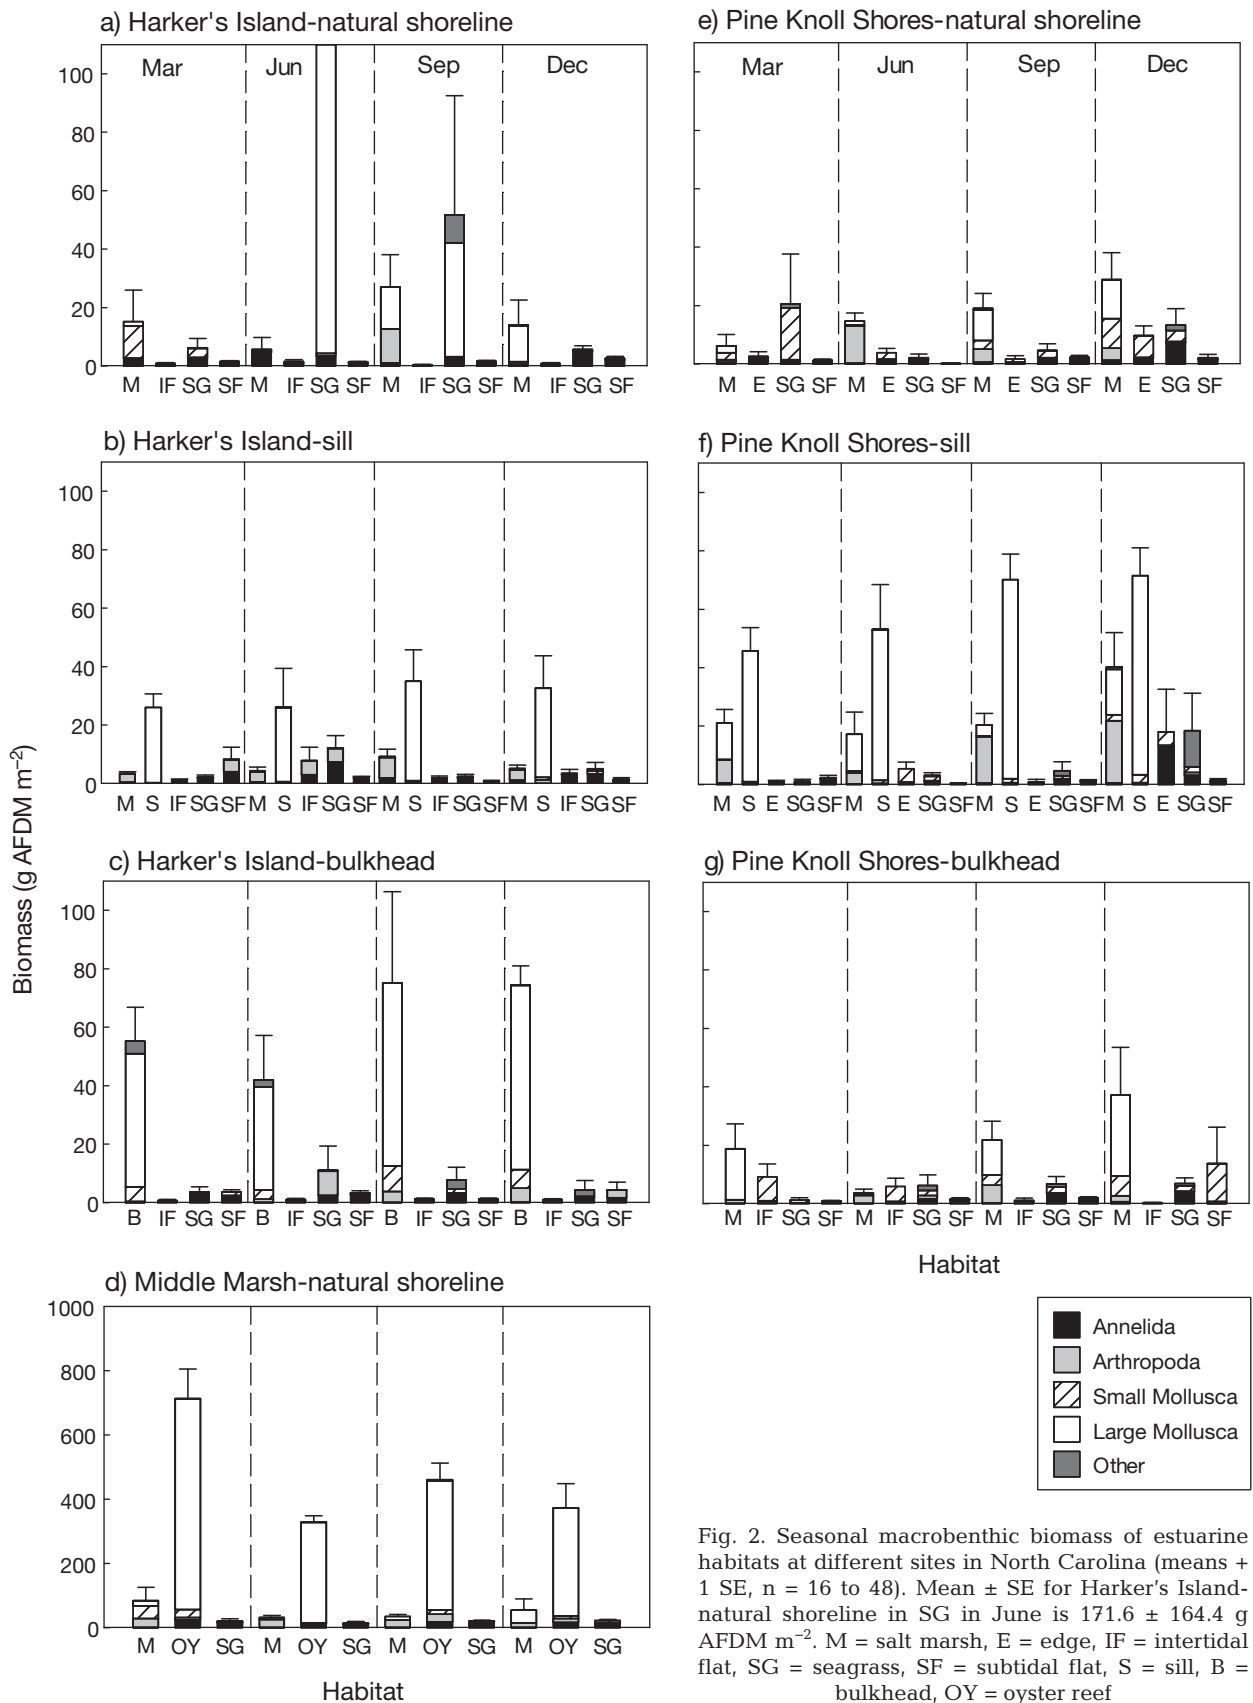 a) Harker's Island-natural shoreline
Mar Jun Sep Dec
100
80
60
40
20
0
M IF SG SF M IF SG SF M IF SG SF M IF SG SF
b) Harker's Island-sill
100
80
60
40
20
0
M S IF SG SF M S IF SG SF M S IF SG SF M S IF SG SF
c) Harker's Island-bulkhead
100
80
60
40
20
0
B IF SG SF B IF SG SF B IF SG SF B IF SG SF
d) Middle Marsh-natural shoreline
1000
800
600
400
200
0
M OY SG M OY SG M OY SG M OY SG
Habitat
Biomass (g AFDM m⁻²)
e) Pine Knoll Shores-natural shoreline
Mar Jun Sep Dec
M E SG SF M E SG SF M E SG SF M E SG SF
f) Pine Knoll Shores-sill
M S E SG SF M S E SG SF M S E SG SF M S E SG SF
g) Pine Knoll Shores-bulkhead
M IF SG SF M IF SG SF M IF SG SF M IF SG SF
Habitat
Annelida
Arthropoda
Small Mollusca
Large Mollusca
Other
Fig. 2. Seasonal macrobenthic biomass of estuarine
habitats at different sites in North Carolina (means +
1 SE, n = 16 to 48). Mean ± SE for Harker's Island-
natural shoreline in SG in June is 171.6 ± 164.4 g
AFDM m⁻². M = salt marsh, E = edge, IF = intertidal
flat, SG = seagrass, SF = subtidal flat, S = sill, B =
bulkhead, OY = oyster reef